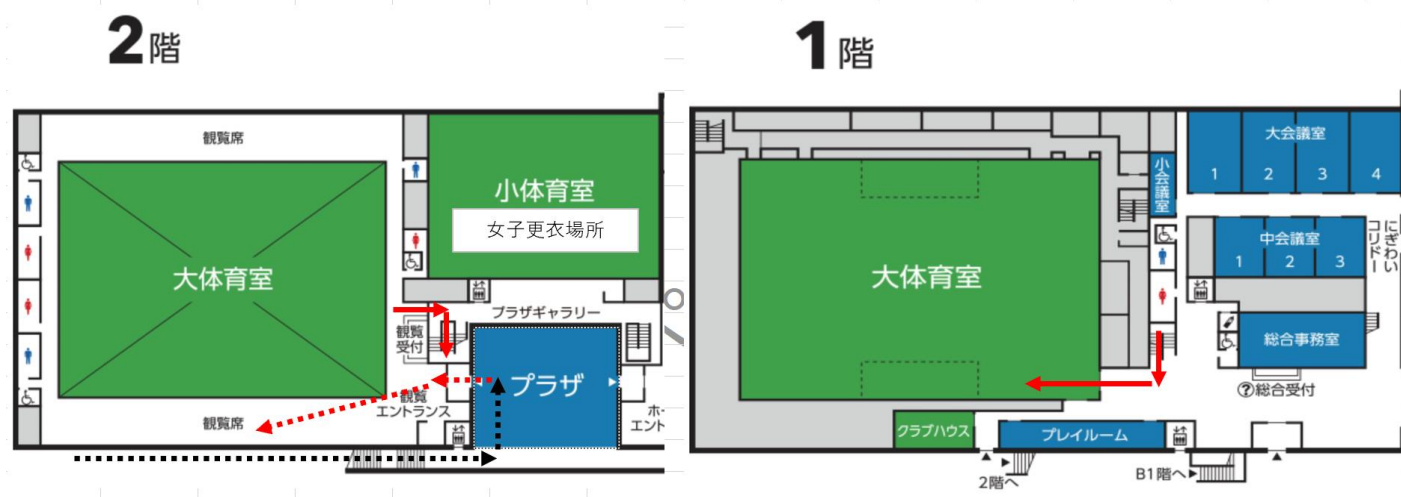 2階
観覧席
小体育室
女子更衣場所
大体育室
プラザギャラリー
観覧
受付
プラザ
観覧
エントランス
観覧席
ホー
エント
1階
大会議室
1
2
3
4
小会議室
中会議室
1
2
3
にぎわい
コリドー
大体育室
総合事務室
?総合受付
クラブハウス
プレイルーム
2階へ
B1階へ